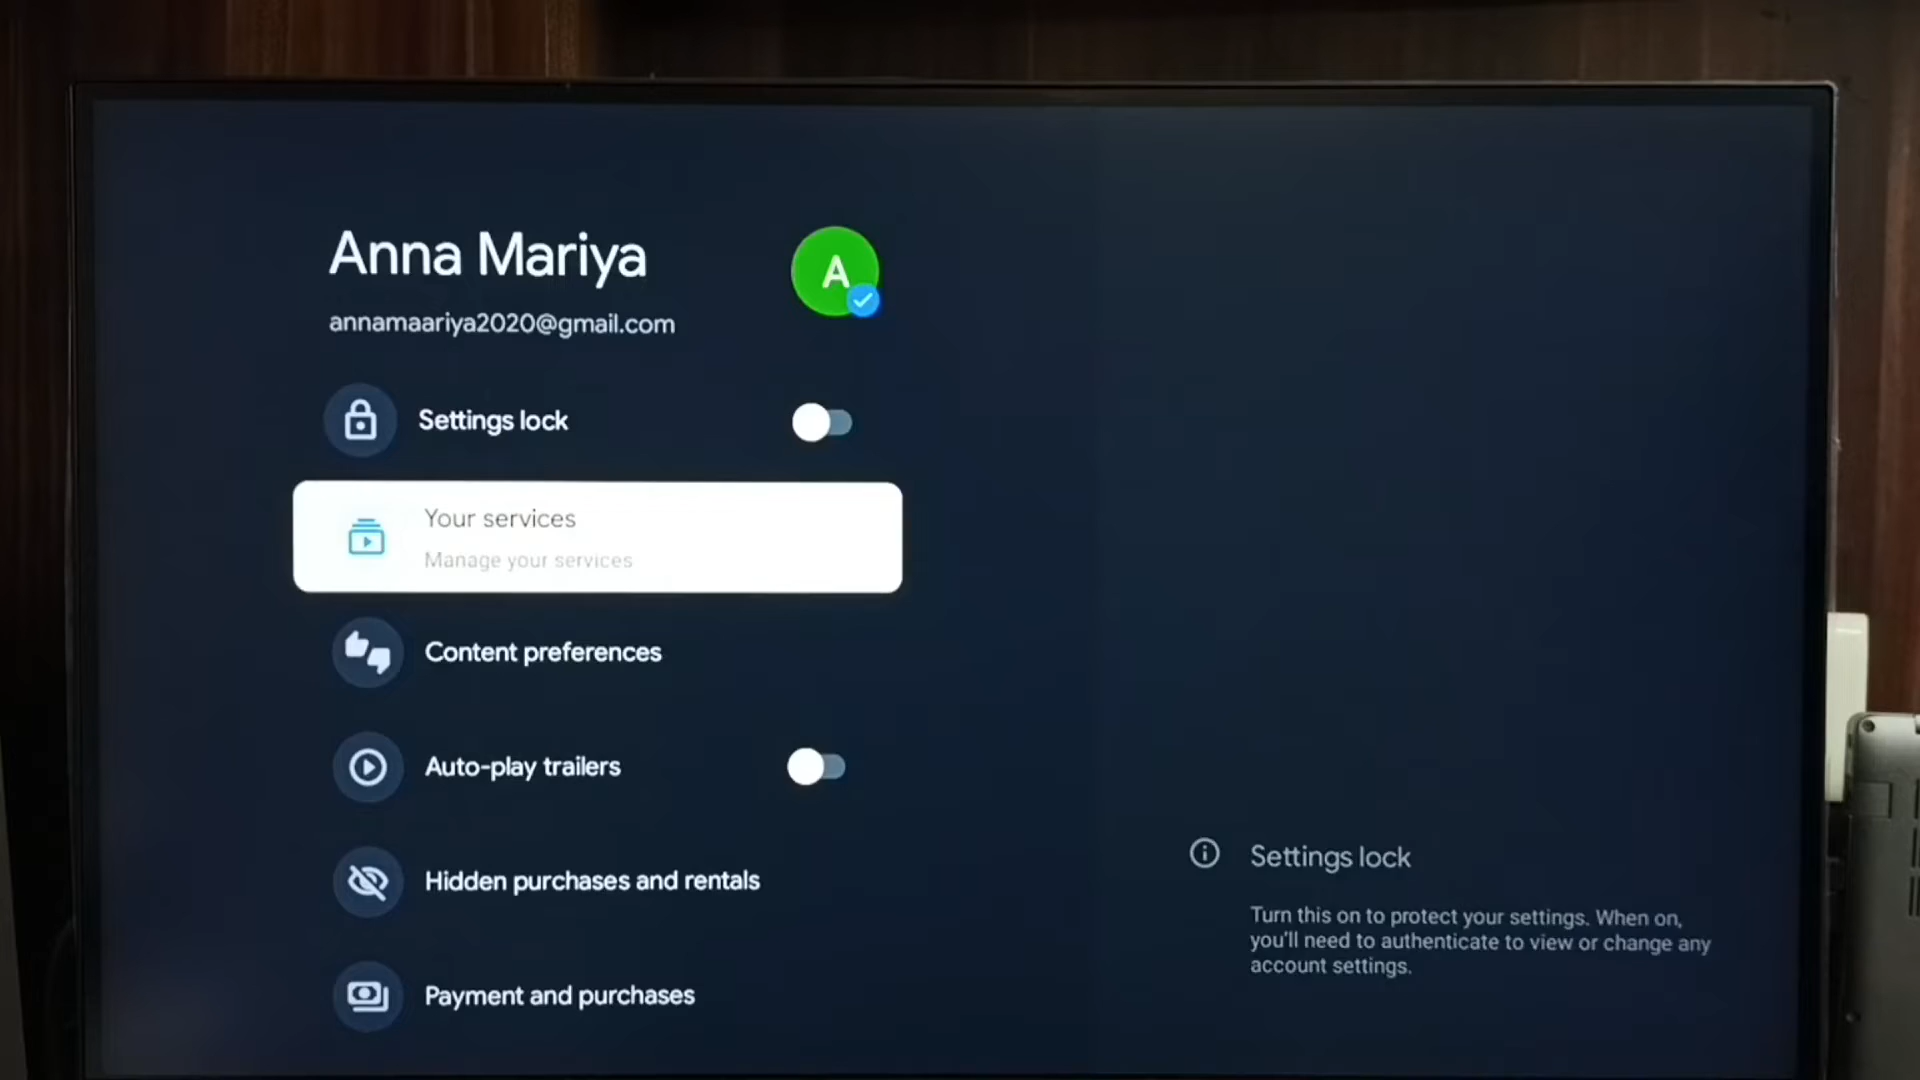 Anna Mariya
A
annamaariya2020@gmail.com
Settings lock
Your services
Manage your services
Content preferences
Auto-play trailers
Hidden purchases and rentals
Payment and purchases
Settings lock
Turn this on to protect your settings. When on,
you'll need to authenticate to view or change any
account settings.